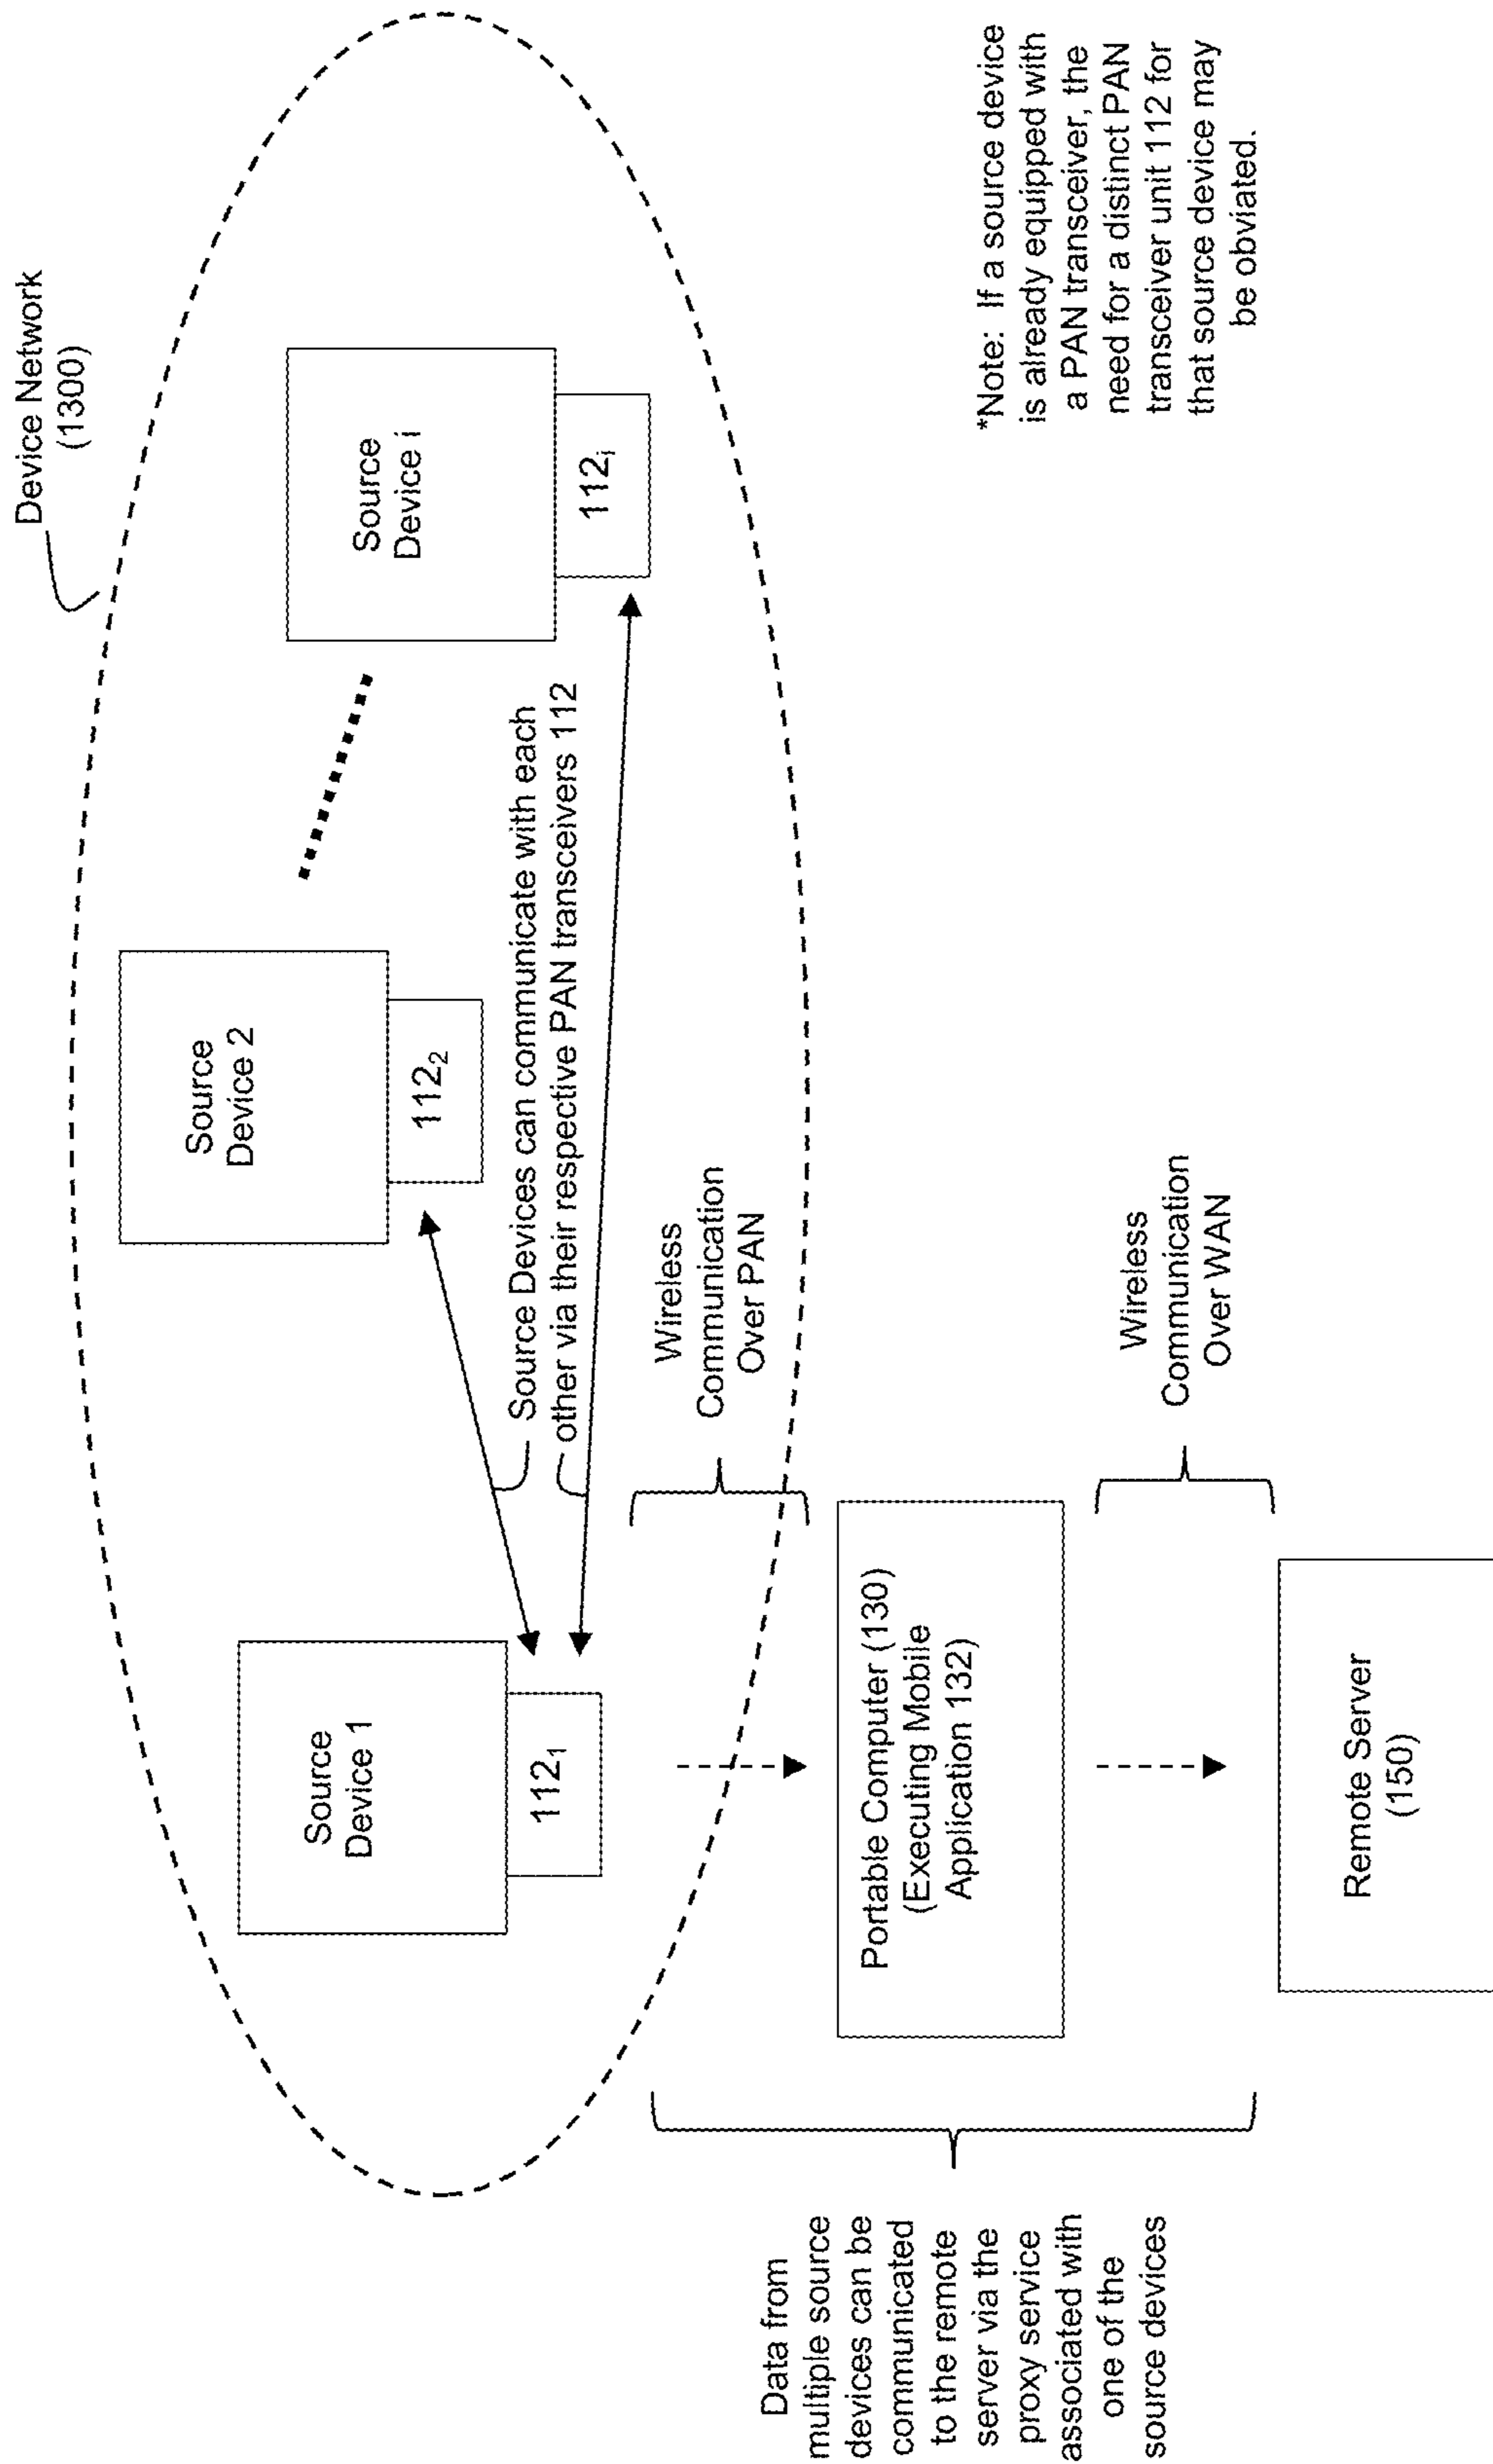 Device Network
(1300)
Source
Device 1
112₁
Source
Device 2
112₂
Source
Device i
112ᵢ
Source Devices can communicate with each
other via their respective PAN transceivers 112
Wireless
Communication
Over PAN
Data from
multiple source
devices can be
communicated
to the remote
server via the
proxy service
associated with
one of the
source devices
Portable Computer (130)
(Executing Mobile
Application 132)
Wireless
Communication
Over WAN
Remote Server
(150)
*Note: If a source device
is already equipped with
a PAN transceiver, the
need for a distinct PAN
transceiver unit 112 for
that source device may
be obviated.